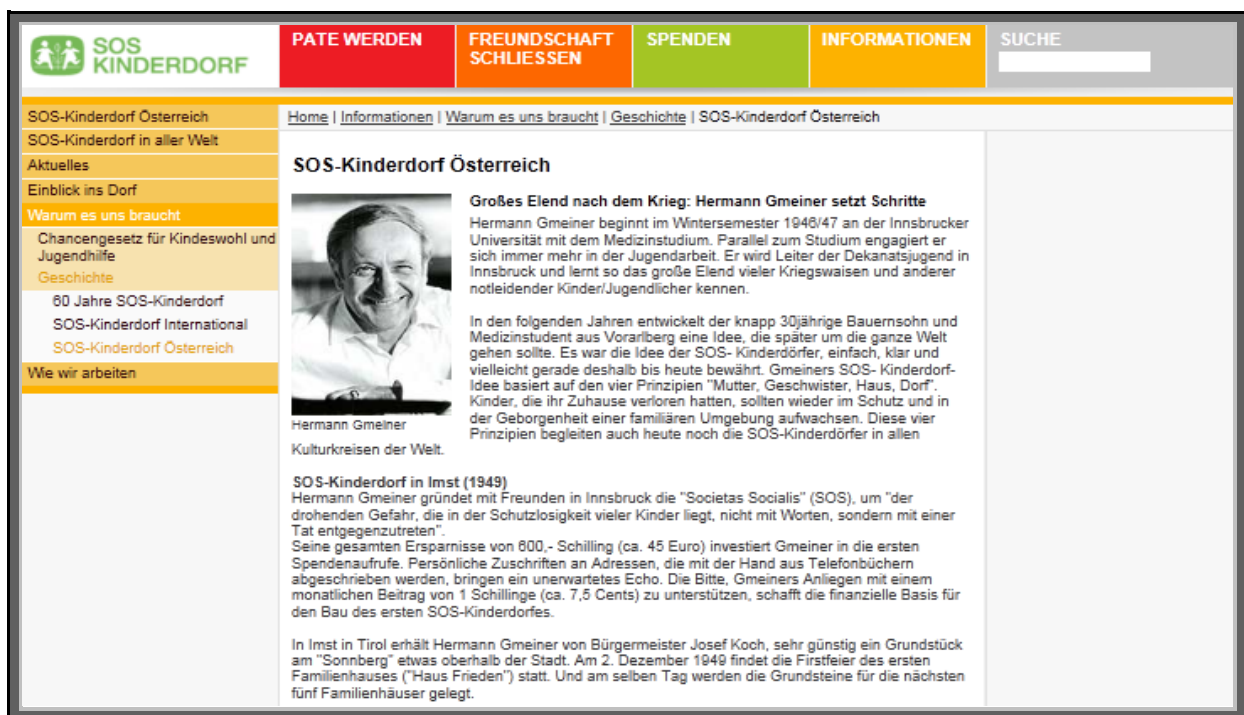 SOS
KINDERDORF
PATE WERDEN
FREUNDSCHAFT
SCHLIESSEN
SPENDEN
INFORMATIONEN
SUCHE
SOS-Kinderdorf Österreich
SOS-Kinderdorf in aller Welt
Aktuelles
Einblick ins Dorf
Warum es uns braucht
Chancengesetz für Kindeswohl und
Jugendhilfe
Geschichte
60 Jahre SOS-Kinderdorf
SOS-Kinderdorf International
SOS-Kinderdorf Österreich
Wie wir arbeiten
Home | Informationen | Warum es uns braucht | Geschichte | SOS-Kinderdorf Österreich
SOS-Kinderdorf Österreich
Großes Elend nach dem Krieg: Hermann Gmeiner setzt Schritte
Hermann Gmeiner beginnt im Wintersemester 1946/47 an der Innsbrucker
Universität mit dem Medizinstudium. Parallel zum Studium engagiert er
sich immer mehr in der Jugendarbeit. Er wird Leiter der Dekanatsjugend in
Innsbruck und lernt so das große Elend vieler Kriegswaisen und anderer
notleidender Kinder/Jugendlicher kennen.
In den folgenden Jahren entwickelt der knapp 30jährige Bauernsohn und
Medizinstudent aus Vorarlberg eine Idee, die später um die ganze Welt
gehen sollte. Es war die Idee der SOS- Kinderdörfer, einfach, klar und
vielleicht gerade deshalb bis heute bewährt. Gmeiners SOS- Kinderdorf-
Idee basiert auf den vier Prinzipien "Mutter, Geschwister, Haus, Dorf".
Kinder, die ihr Zuhause verloren hatten, sollten wieder im Schutz und in
der Geborgenheit einer familiären Umgebung aufwachsen. Diese vier
Prinzipien begleiten auch heute noch die SOS-Kinderdörfer in allen
Hermann Gmeiner
Kulturkreisen der Welt.
SOS-Kinderdorf in Imst (1949)
Hermann Gmeiner gründet mit Freunden in Innsbruck die "Societas Socialis" (SOS), um "der
drohenden Gefahr, die in der Schutzlosigkeit vieler Kinder liegt, nicht mit Worten, sondern mit einer
Tat entgegenzutreten".
Seine gesamten Ersparnisse von 600,- Schilling (ca. 45 Euro) investiert Gmeiner in die ersten
Spendenaufrufe. Persönliche Zuschriften an Adressen, die mit der Hand aus Telefonbüchern
abgeschrieben werden, bringen ein unerwartetes Echo. Die Bitte, Gmeiners Anliegen mit einem
monatlichen Beitrag von 1 Schillinge (ca. 7,5 Cents) zu unterstützen, schafft die finanzielle Basis für
den Bau des ersten SOS-Kinderdorfes.
In Imst in Tirol erhält Hermann Gmeiner von Bürgermeister Josef Koch, sehr günstig ein Grundstück
am "Sonnberg" etwas oberhalb der Stadt. Am 2. Dezember 1949 findet die Firstfeier des ersten
Familienhauses ("Haus Frieden") statt. Und am selben Tag werden die Grundsteine für die nächsten
fünf Familienhäuser gelegt.